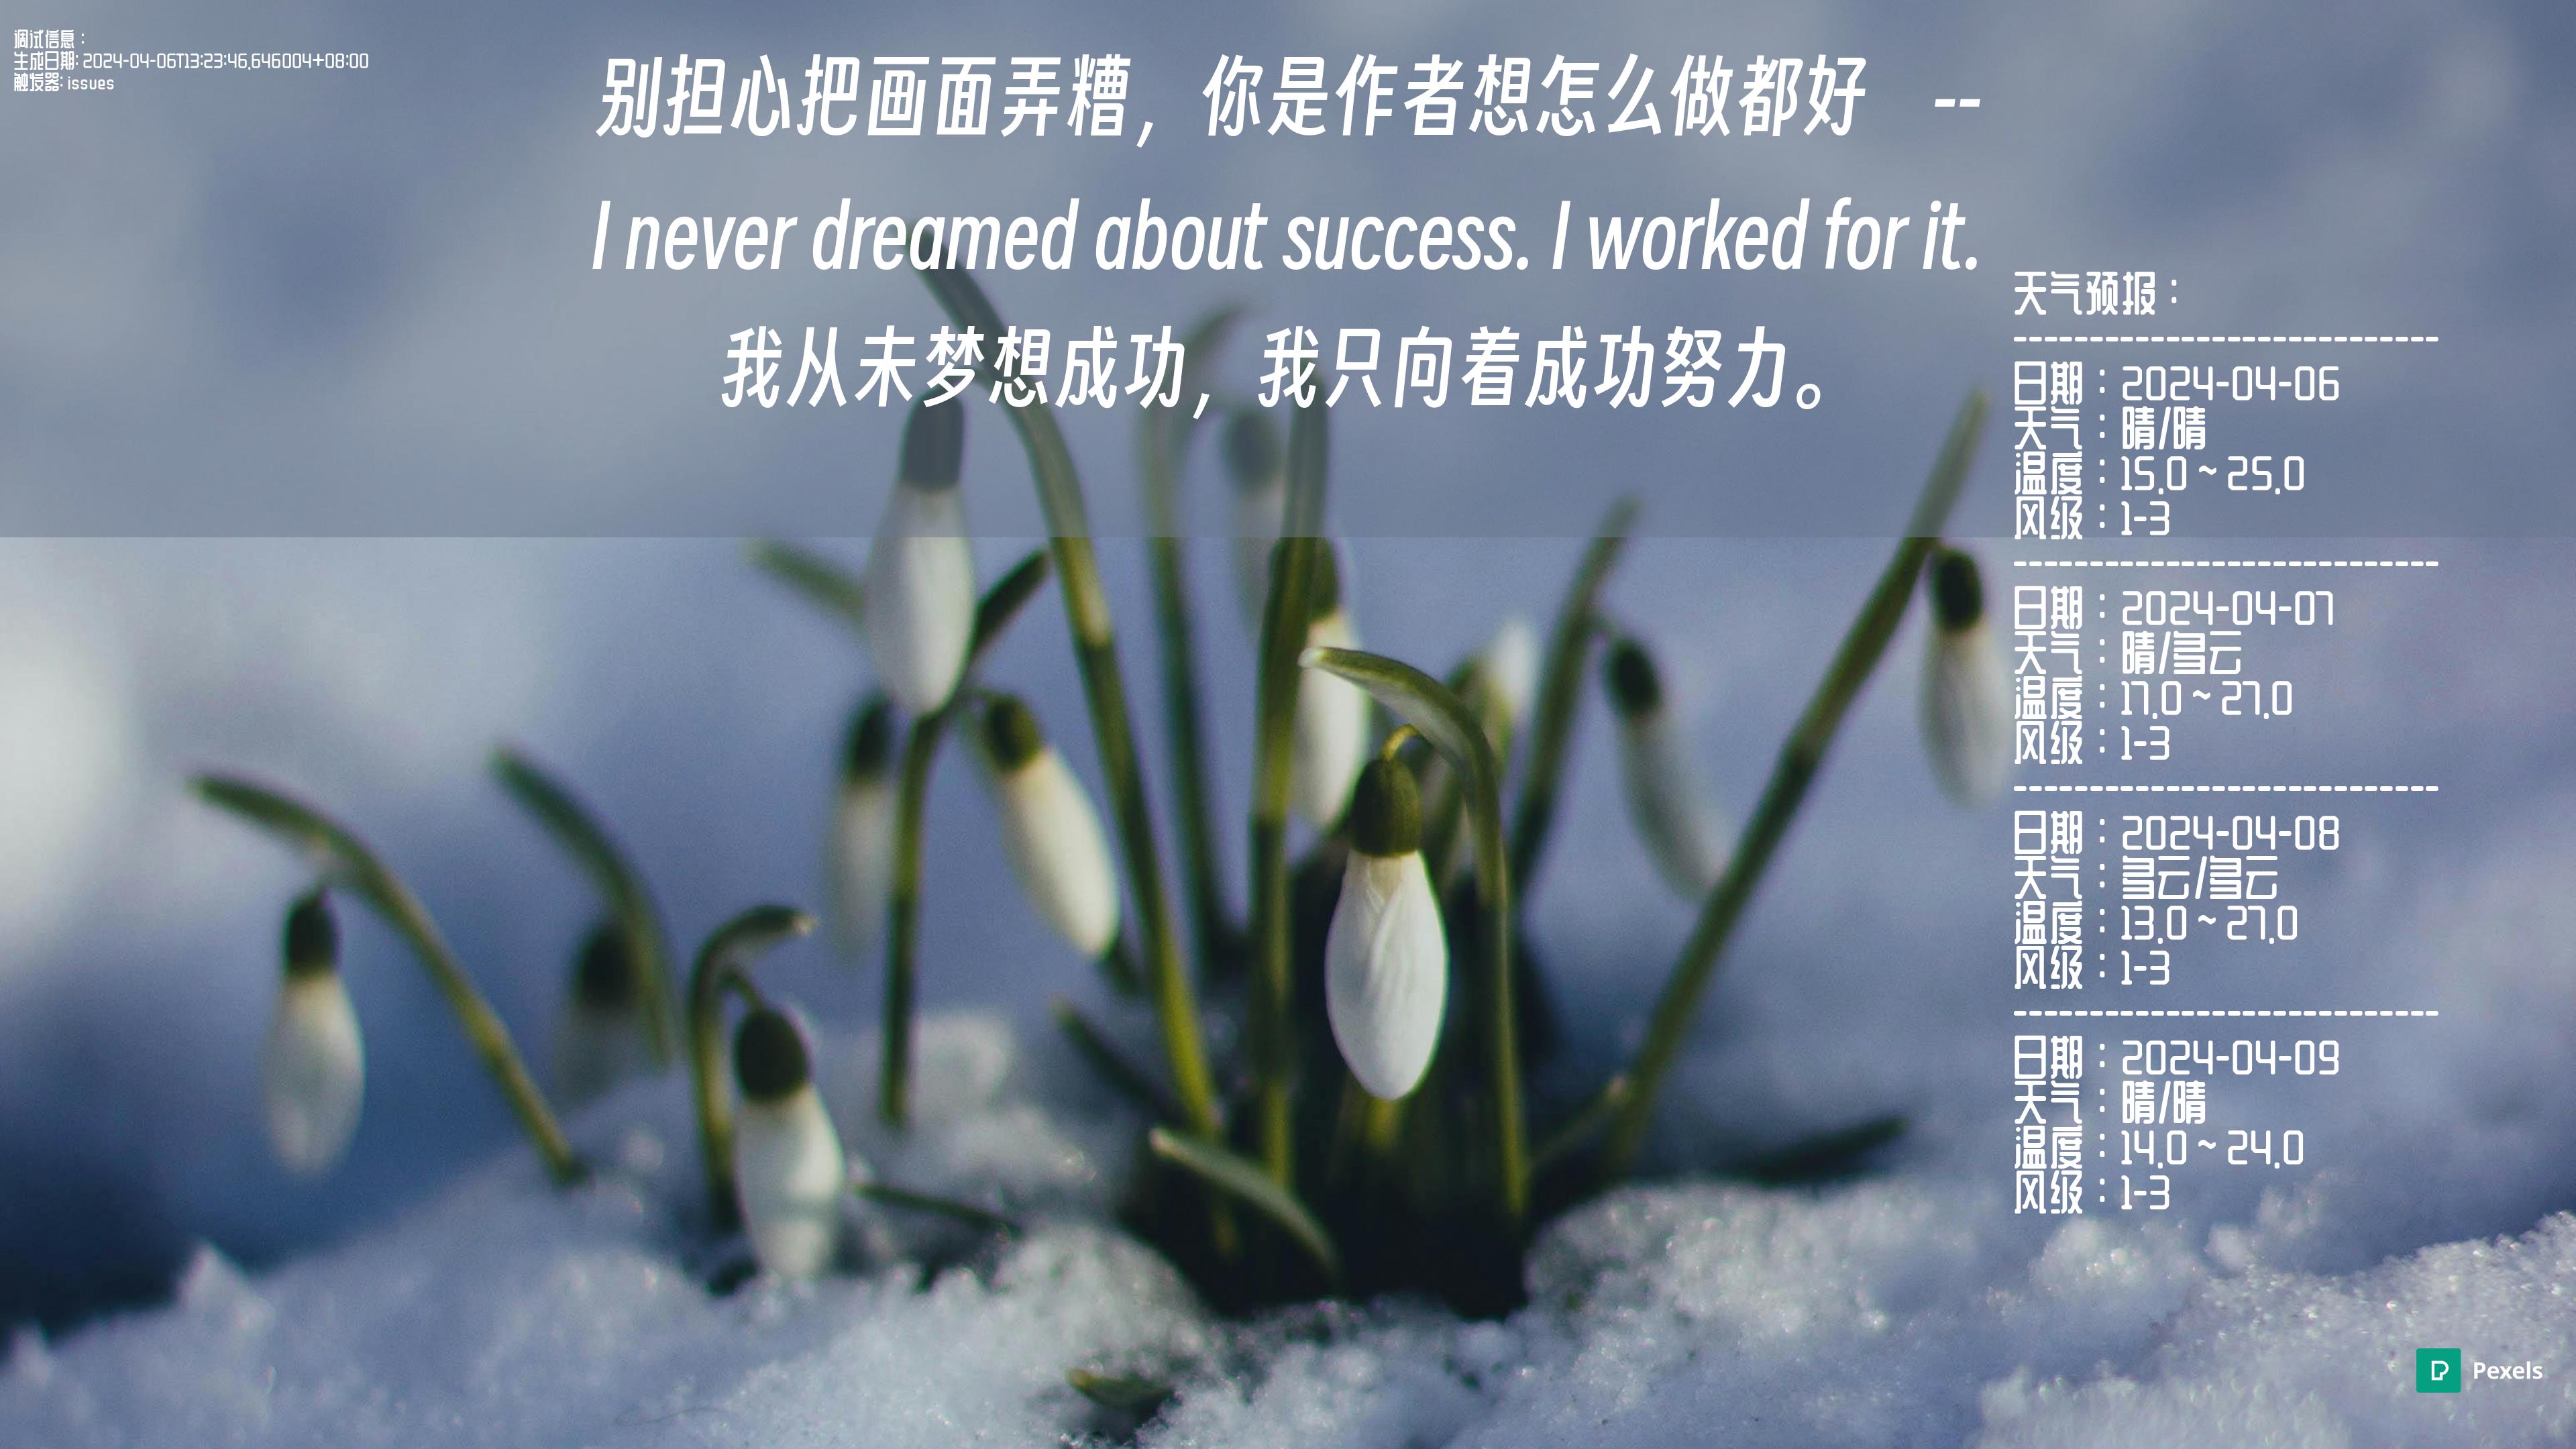 调试信息：
生成日期: 2024-04-06T13:23:46.646004+08:00
触发器: issues
别担心把画面弄糟，你是作者想怎么做都好 --
I never dreamed about success. I worked for it.
我从未梦想成功，我只向着成功努力。
天气预报：
----------------------------
日期：2024-04-06
天气：晴/晴
温度：15.0 ~ 25.0
风级：1-3
----------------------------
日期：2024-04-07
天气：晴/多云
温度：17.0 ~ 27.0
风级：1-3
----------------------------
日期：2024-04-08
天气：多云/多云
温度：13.0 ~ 27.0
风级：1-3
----------------------------
日期：2024-04-09
天气：晴/晴
温度：14.0 ~ 24.0
风级：1-3
Pexels